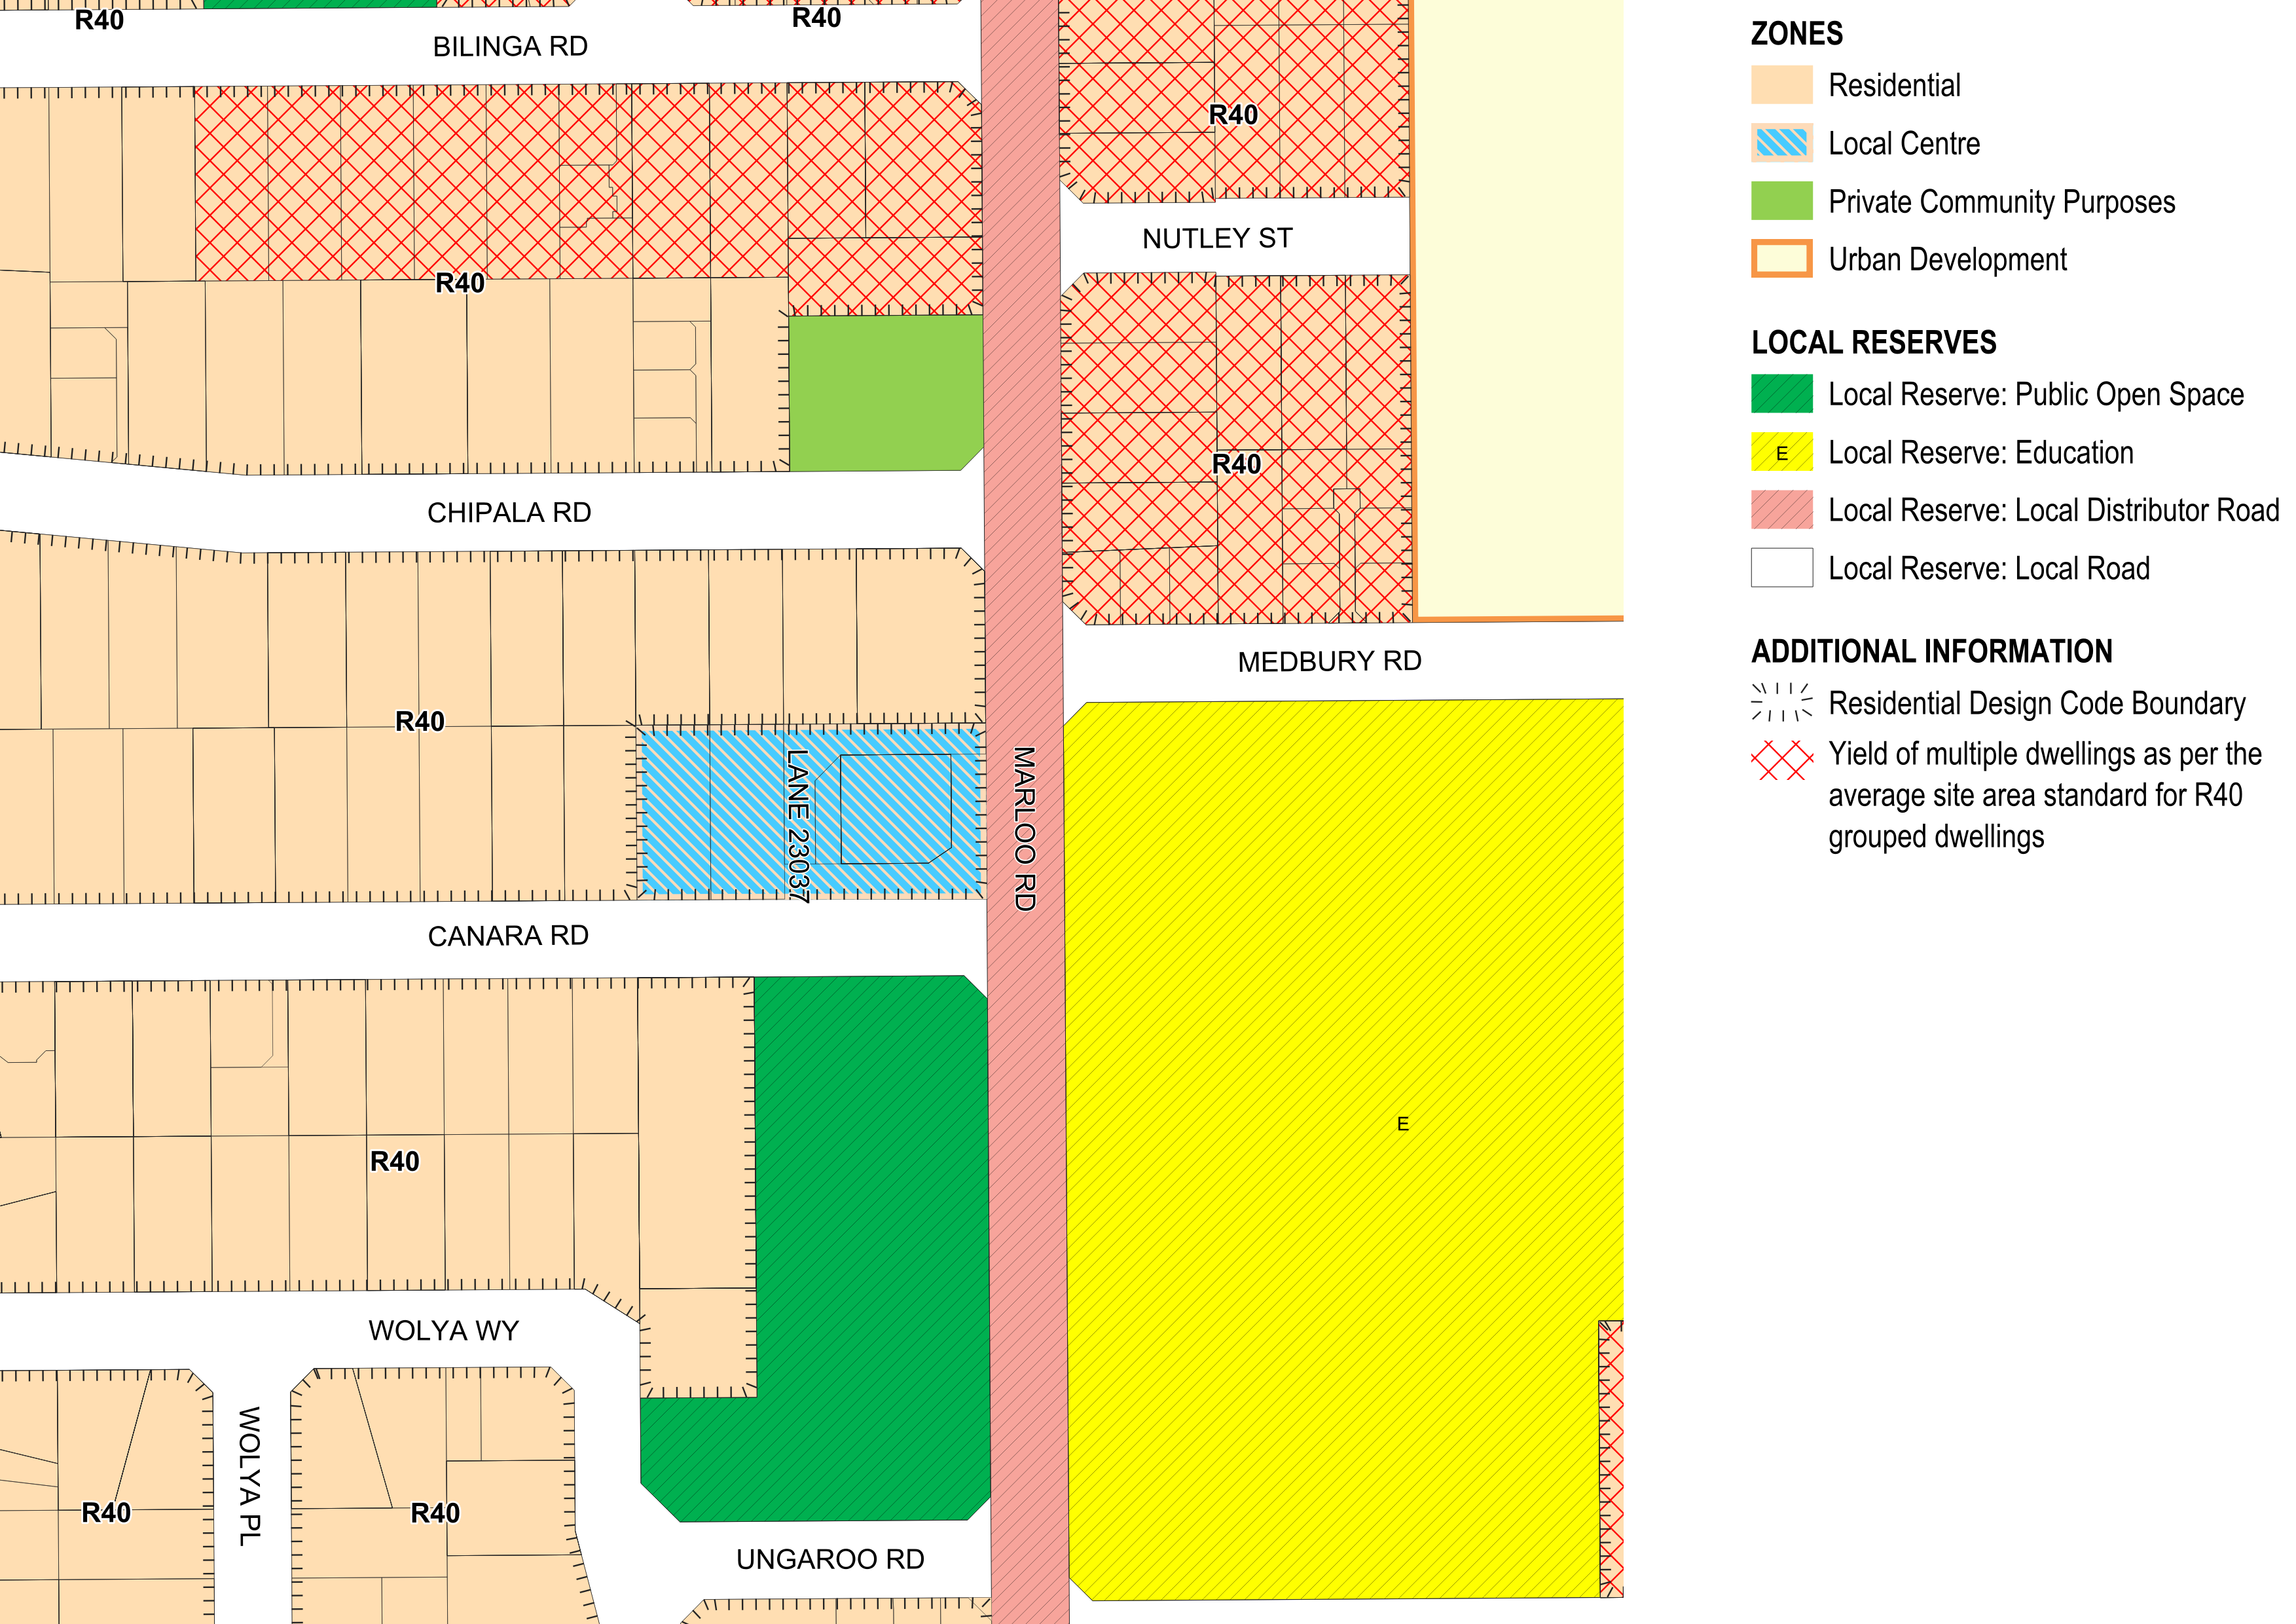 R40
BILINGA RD
R40
R40
NUTLEY ST
R40
R40
CHIPALA RD
MEDBURY RD
R40
LANE 23037
MARLOO RD
CANARA RD
E
R40
WOLYA WY
WOLYA PL
R40
R40
UNGAROO RD
ZONES
Residential
Local Centre
Private Community Purposes
Urban Development
LOCAL RESERVES
Local Reserve: Public Open Space
E
Local Reserve: Education
Local Reserve: Local Distributor Road
Local Reserve: Local Road
ADDITIONAL INFORMATION
Residential Design Code Boundary
Yield of multiple dwellings as per the
average site area standard for R40
grouped dwellings